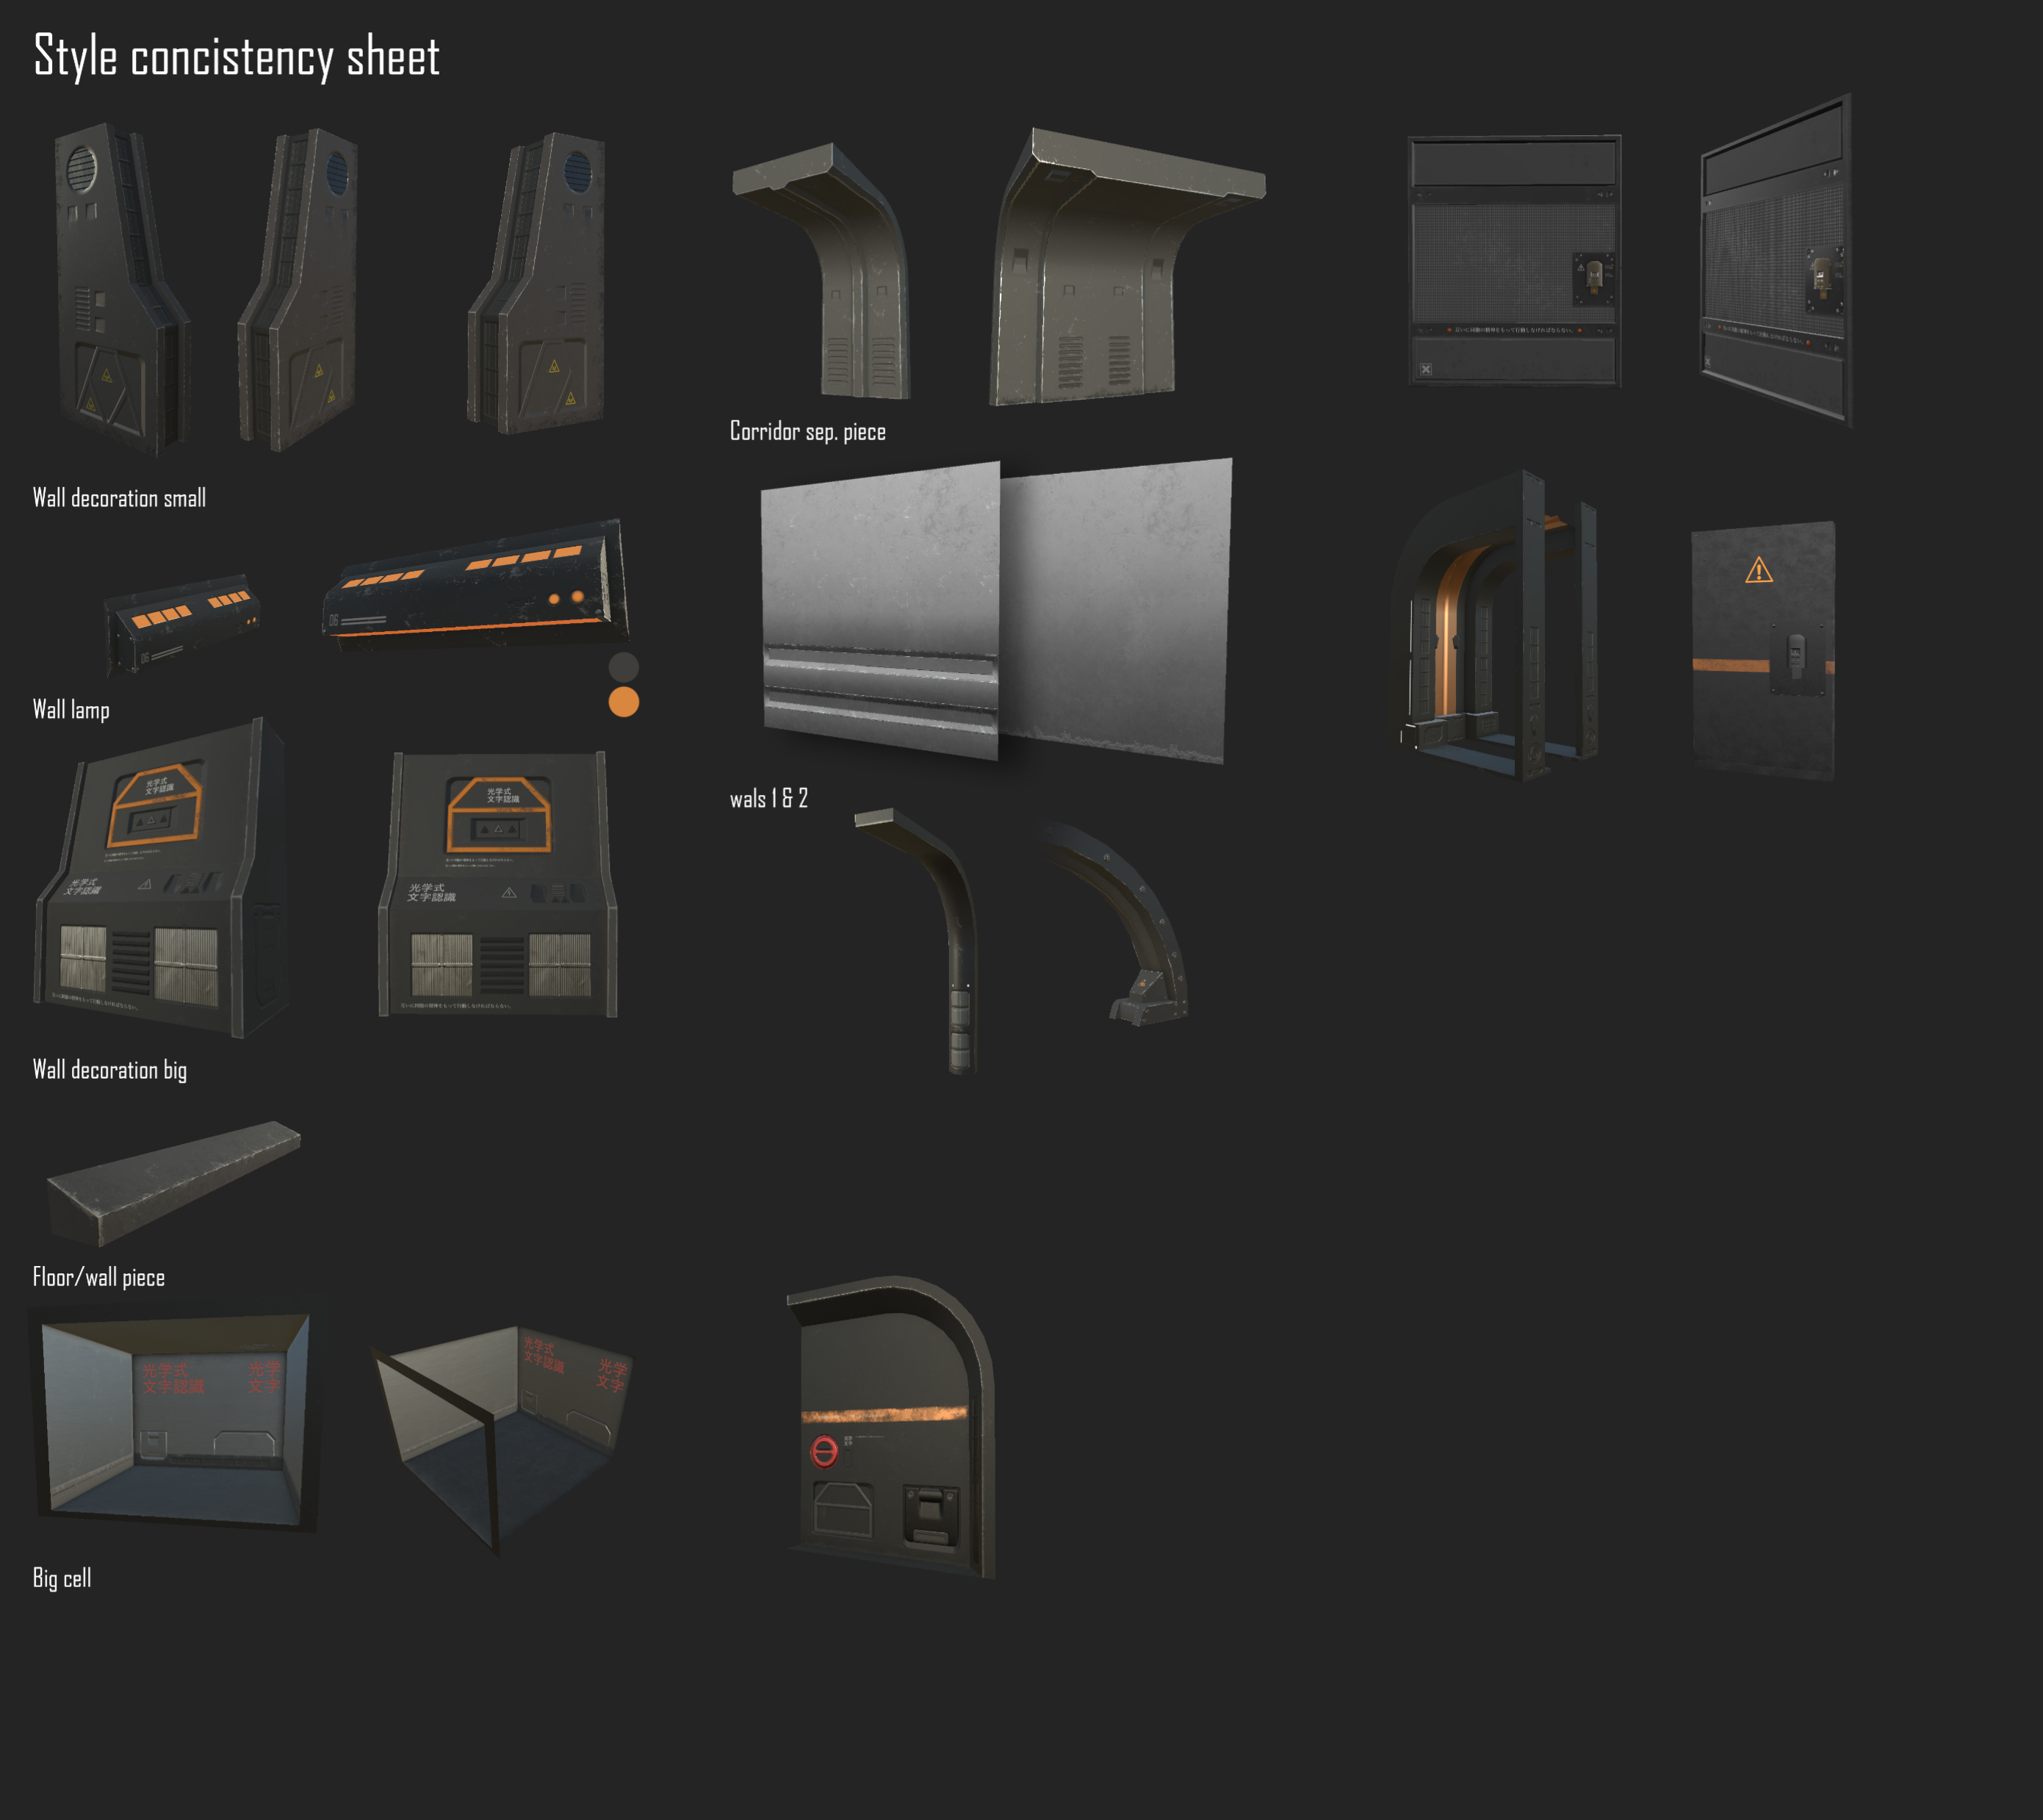 Style concistency sheet
Wall decoration small
Corridor sep. piece
06
06
Wall lamp
wals 1 & 2
光学式
文字認識
光学式
文字認識
光学式
文字認識
光学式
文字認識
Wall decoration big
Floor/wall piece
光学式
文字認識
光学
文字
光学式
文字認識
光学
文字
Big cell